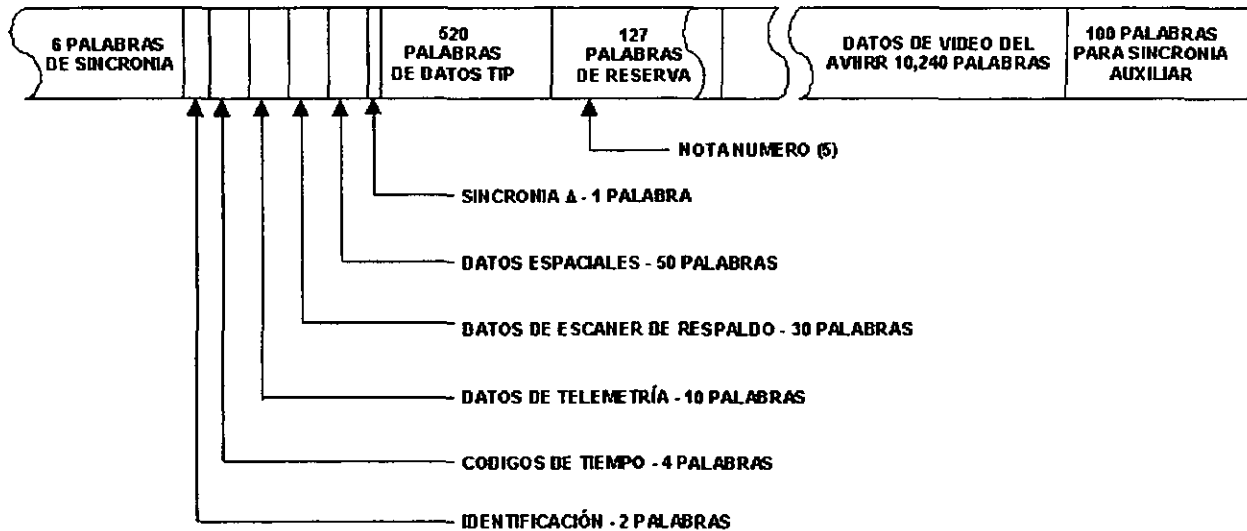 6 PALABRAS
DE SINCRONIA
520
PALABRAS
DE DATOS TIP
127
PALABRAS
DE RESERVA
DATOS DE VIDEO DEL
AVHRR 10,240 PALABRAS
100 PALABRAS
PARA SINCRONIA
AUXILIAR
NOTA NUMERO (5)
SINCRONIA Δ - 1 PALABRA
DATOS ESPACIALES - 50 PALABRAS
DATOS DE ESCANER DE RESPALDO - 30 PALABRAS
DATOS DE TELEMETRÍA - 10 PALABRAS
CODIGOS DE TIEMPO - 4 PALABRAS
IDENTIFICACIÓN - 2 PALABRAS